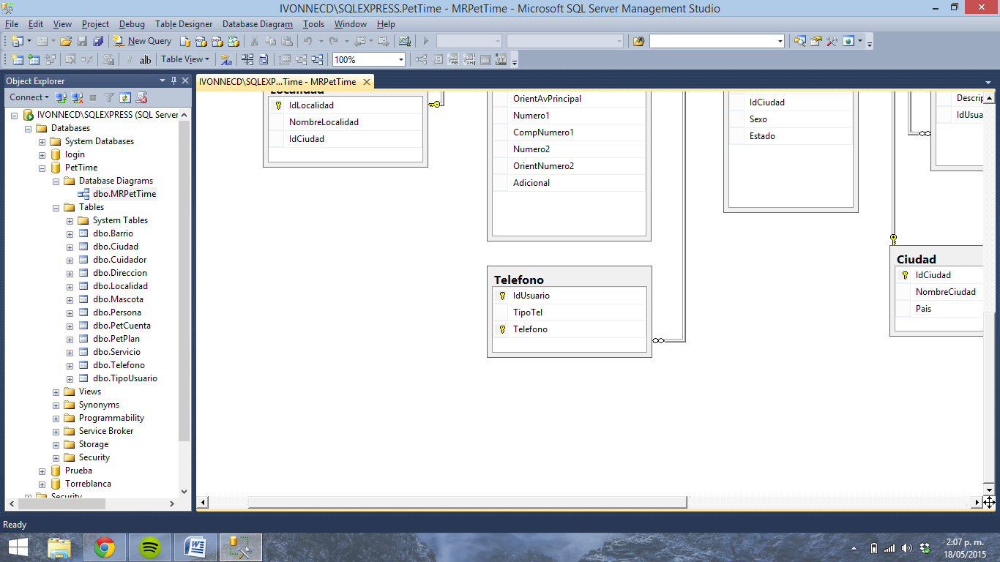 IVONNECD\SQLEXPRESS.PetTime - MRPetTime - Microsoft SQL Server Management Studio
File Edit View Project Debug Table Designer Database Diagram Tools Window Help
New Query
ab Table View 100%
Object Explorer
Connect
IVONNECD\SQLEXPRESS (SQL Server
Databases
System Databases
login
PetTime
Database Diagrams
dbo.MRPetTime
Tables
System Tables
dbo.Barrio
dbo.Ciudad
dbo.Cuidador
dbo.Direccion
dbo.Localidad
dbo.Mascota
dbo.Persona
dbo.PetCuenta
dbo.PetPlan
dbo.Servicio
dbo.Telefono
dbo.TipoUsuario
Views
Synonyms
Programmability
Service Broker
Storage
Security
Prueba
Torreblanca
Security
IVONNECD\SQLEXP...Time - MRPetTime
Localidad
IdLocalidad
NombreLocalidad
IdCiudad
OrientAvPrincipal
Numero1
CompNumero1
Numero2
OrientNumero2
Adicional
Telefono
IdUsuario
TipoTel
Telefono
IdCiudad
Sexo
Estado
Descrip
IdUsua
Ciudad
IdCiudad
NombreCiudad
Pais
Ready
2:07 p. m.
18/05/2015